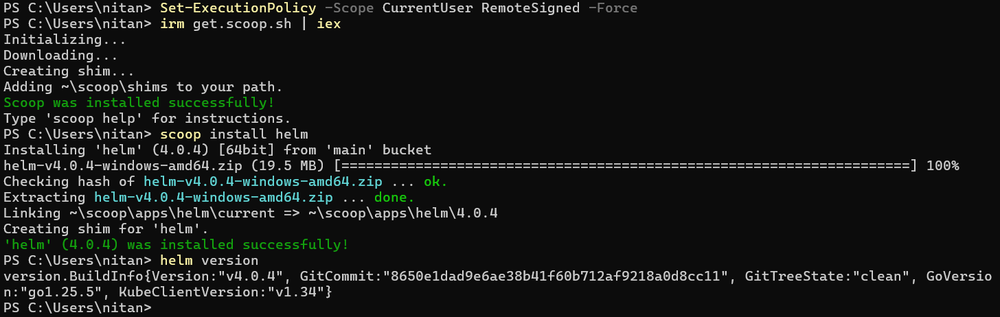 PS C:\Users\nitan> Set-ExecutionPolicy -Scope CurrentUser RemoteSigned -Force
PS C:\Users\nitan> irm get.scoop.sh | iex
Initializing...
Downloading...
Creating shim...
Adding ~\scoop\shims to your path.
Scoop was installed successfully!
Type 'scoop help' for instructions.
PS C:\Users\nitan> scoop install helm
Installing 'helm' (4.0.4) [64bit] from 'main' bucket
helm-v4.0.4-windows-amd64.zip (19.5 MB) [=====================================================================] 100%
Checking hash of helm-v4.0.4-windows-amd64.zip ... ok.
Extracting helm-v4.0.4-windows-amd64.zip ... done.
Linking ~\scoop\apps\helm\current => ~\scoop\apps\helm\4.0.4
Creating shim for 'helm'.
'helm' (4.0.4) was installed successfully!
PS C:\Users\nitan> helm version
version.BuildInfo{Version:"v4.0.4", GitCommit:"8650e1dad9e6ae38b41f60b712af9218a0d8cc11", GitTreeState:"clean", GoVersio
n:"go1.25.5", KubeClientVersion:"v1.34"}
PS C:\Users\nitan>